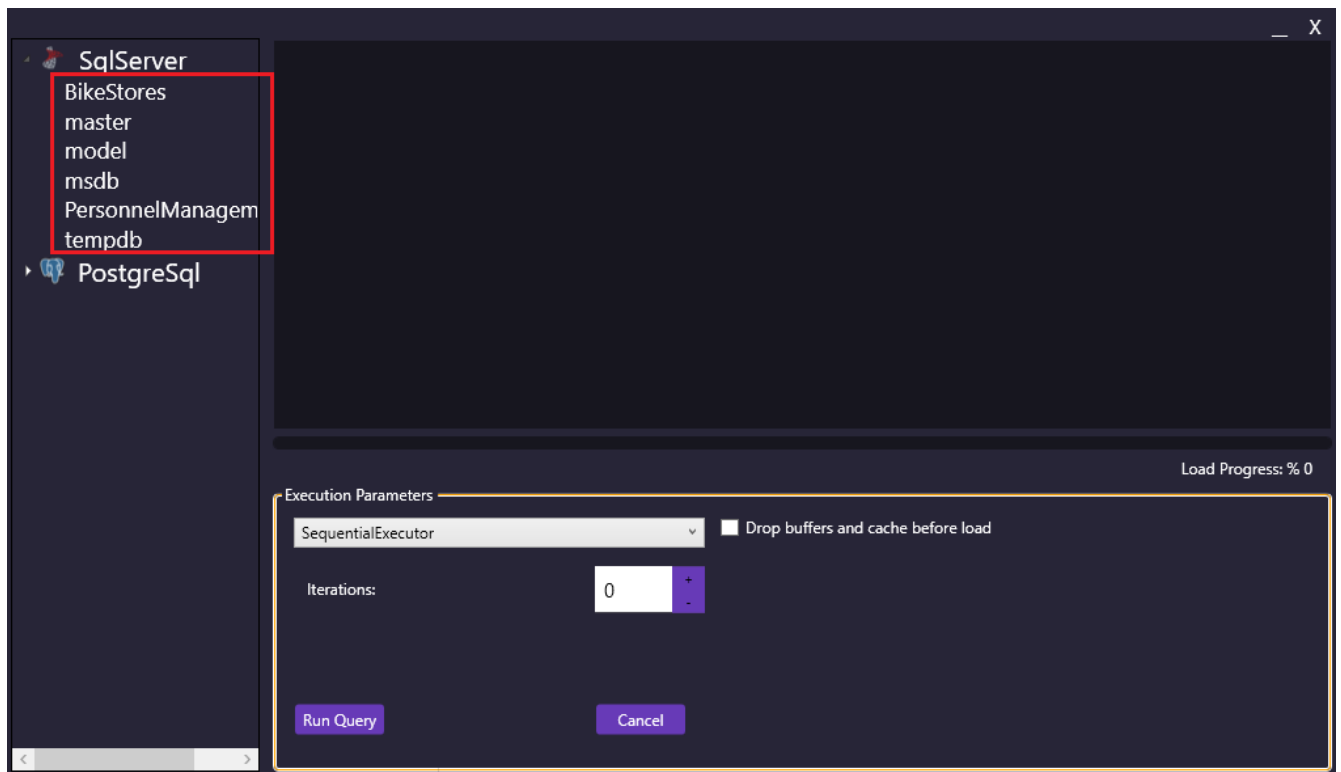 _ X
SqlServer
BikeStores
master
model
msdb
PersonnelManagem
tempdb
PostgreSql
Load Progress: % 0
Execution Parameters
SequentialExecutor
Drop buffers and cache before load
Iterations:
0
+
-
Run Query
Cancel